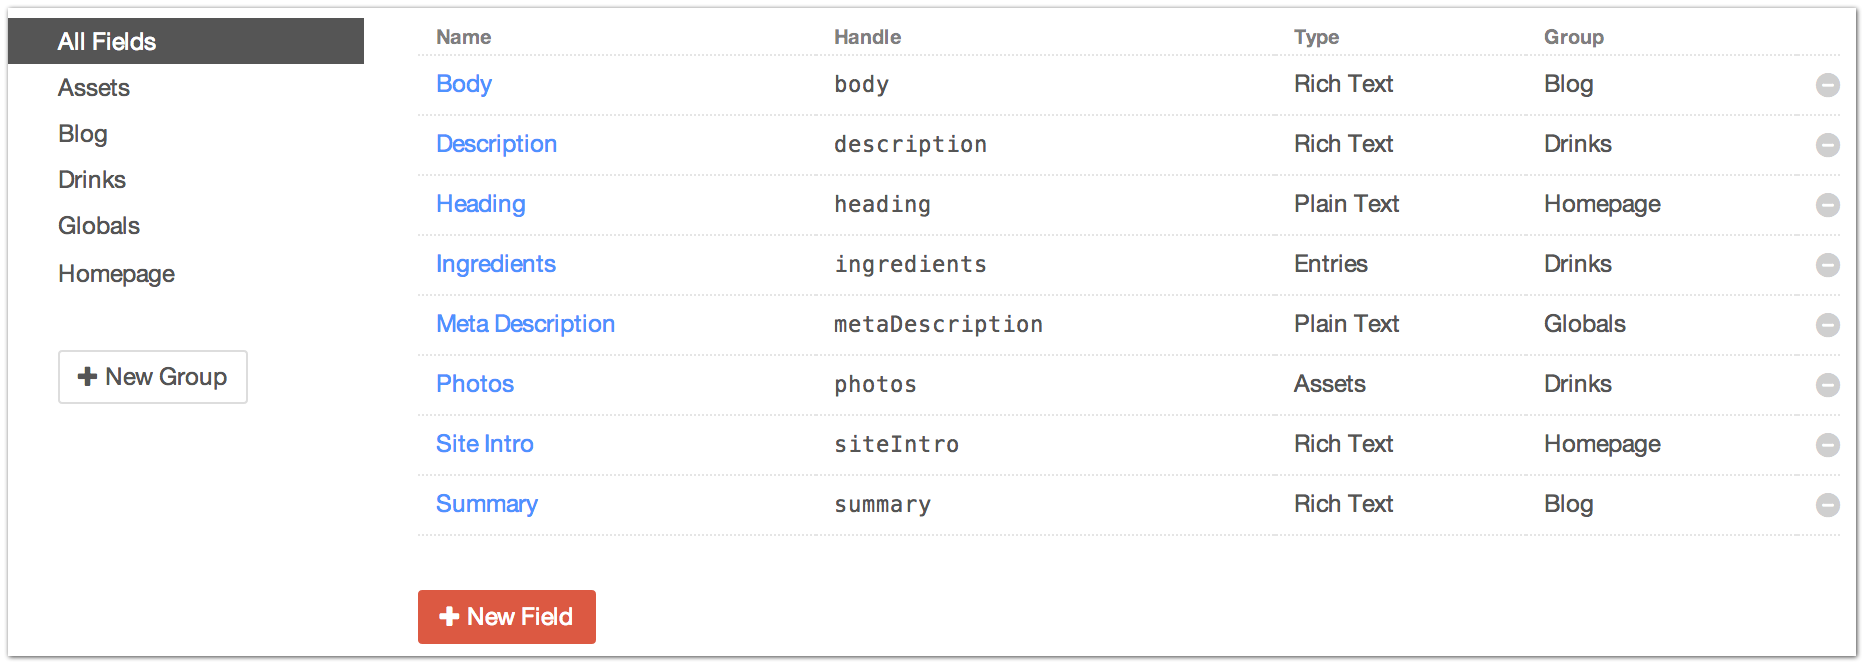 All Fields
Assets
Blog
Drinks
Globals
Homepage
New Group
Name Handle Type Group
Body body Rich Text Blog
Description description Rich Text Drinks
Heading heading Plain Text Homepage
Ingredients ingredients Entries Drinks
Meta Description metaDescription Plain Text Globals
Photos photos Assets Drinks
Site Intro siteIntro Rich Text Homepage
Summary summary Rich Text Blog
New Field